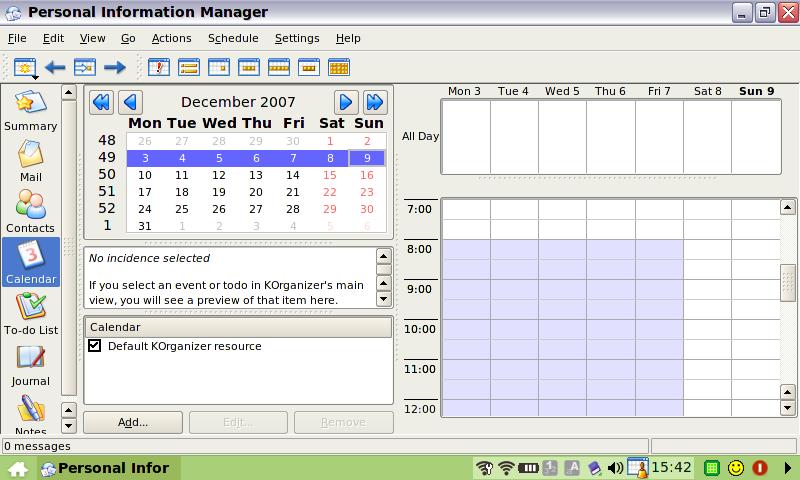 Personal Information Manager
File Edit View Go Actions Schedule Settings Help
Summary
Mail
Contacts
Calendar
To-do List
Journal
Notes
December 2007
Mon Tue Wed Thu Fri Sat Sun
48 26 27 28 29 30 1 2
49 3 4 5 6 7 8 9
50 10 11 12 13 14 15 16
51 17 18 19 20 21 22 23
52 24 25 26 27 28 29 30
1 31 1 2 3 4 5 6
No incidence selected
If you select an event or todo in KOrganizer's main
view, you will see a preview of that item here.
Calendar
Default KOrganizer resource
Add... Edit... Remove
Mon 3 Tue 4 Wed 5 Thu 6 Fri 7 Sat 8 Sun 9
All Day
7:00
8:00
9:00
10:00
11:00
12:00
0 messages
Personal Infor
1 A 15:42